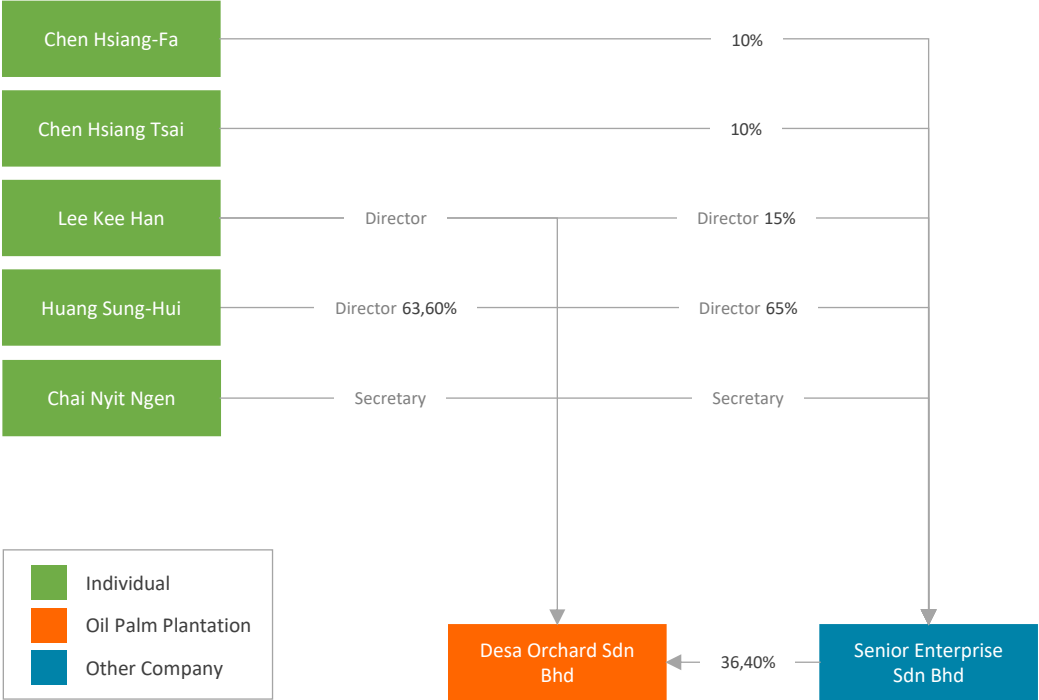 Chen Hsiang-Fa
10%
Chen Hsiang Tsai
10%
Lee Kee Han
Director
Director 15%
Huang Sung-Hui
Director 63,60%
Director 65%
Chai Nyit Ngen
Secretary
Secretary
Individual
Oil Palm Plantation
Other Company
Desa Orchard Sdn
Bhd
36,40%
Senior Enterprise
Sdn Bhd